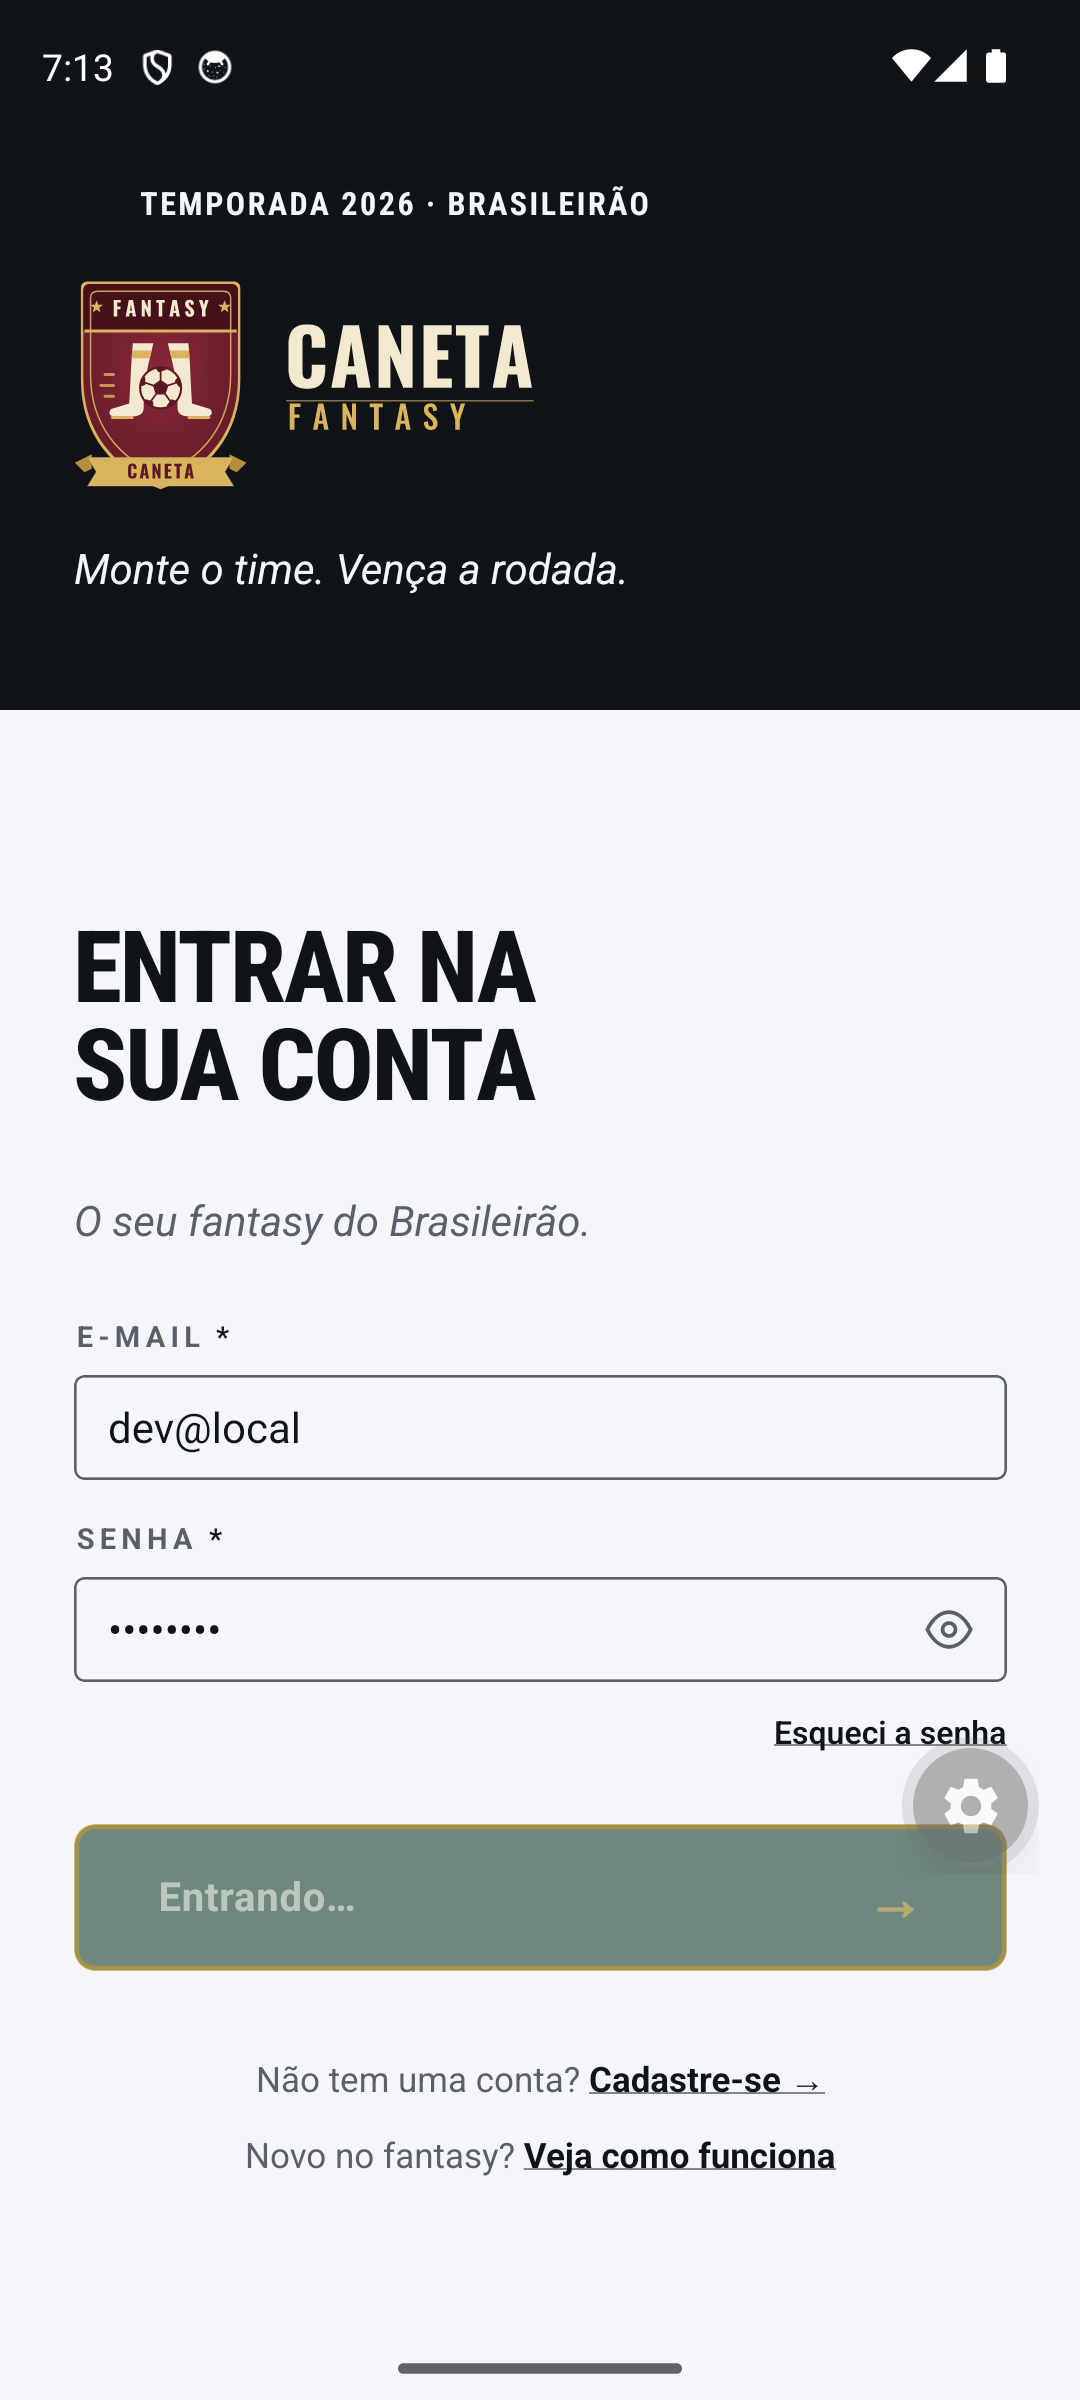 7:13
TEMPORADA 2026 · BRASILEIRÃO
FANTASY
CANETA
CANETA
FANTASY
Monte o time. Vença a rodada.
ENTRAR NA
SUA CONTA
O seu fantasy do Brasileirão.
E-MAIL *
dev@local
SENHA *
••••••••
Esqueci a senha
Entrando... →
Não tem uma conta? Cadastre-se →
Novo no fantasy? Veja como funciona